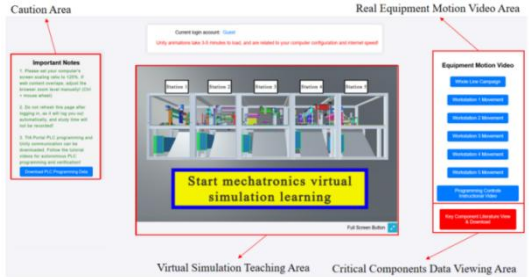 Caution Area
Real Equipment Motion Video Area
Current login account: Guest
Unity animations take 3-5 minutes to load, and are related to your computer configuration and internet speed!
Important Notes
1. Please set your computer's
screen scaling ratio to 120%. If
web content overlaps, adjust the
browser zoom level manually! (Ctrl
+ mouse wheel)
2. Do not refresh this page after
logging in, as it will log you out
automatically, and study time will
not be recorded!
3. TIA Portal PLC programming and
Unity communication can be
downloaded. Follow the tutorial
videos for autonomous PLC
programming and verification!
Download PLC Programming Data
Station 1
Station 2
Station 3
Station 4
Station 5
Start mechatronics virtual
simulation learning
Full Screen Button
Equipment Motion Video
Whole Line Campaign
Workstation 1 Movement
Workstation 2 Movement
Workstation 3 Movement
Workstation 4 Movement
Workstation 5 Movement
Programming Controls
Instructional Video
Key Component Literature View
& Download
Virtual Simulation Teaching Area
Critical Components Data Viewing Area